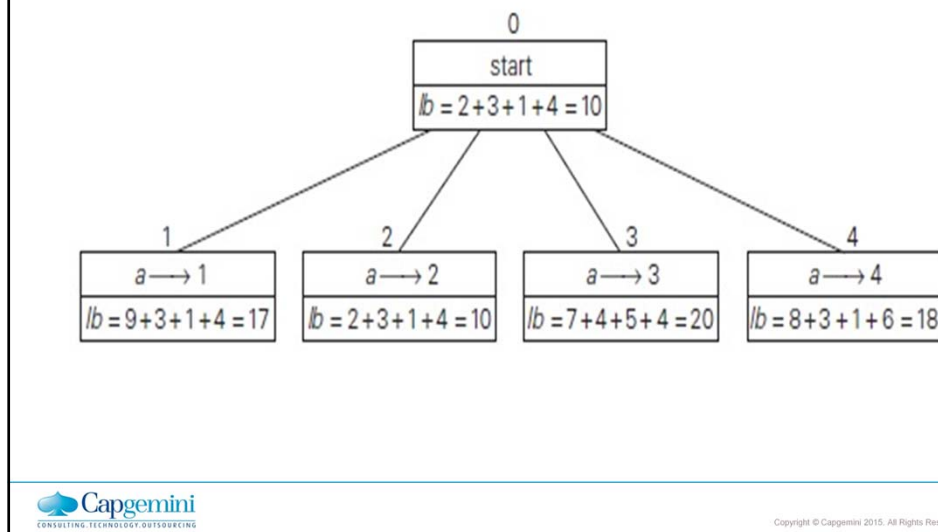 0
start
lb = 2+3+1+4 = 10
1 2 3 4
a → 1 a → 2 a → 3 a → 4
lb = 9+3+1+4 = 17 lb = 2+3+1+4 = 10 lb = 7+4+5+4 = 20 lb = 8+3+1+6 = 18
Capgemini
CONSULTING.TECHNOLOGY.OUTSOURCING
Copyright © Capgemini 2015. All Rights Res